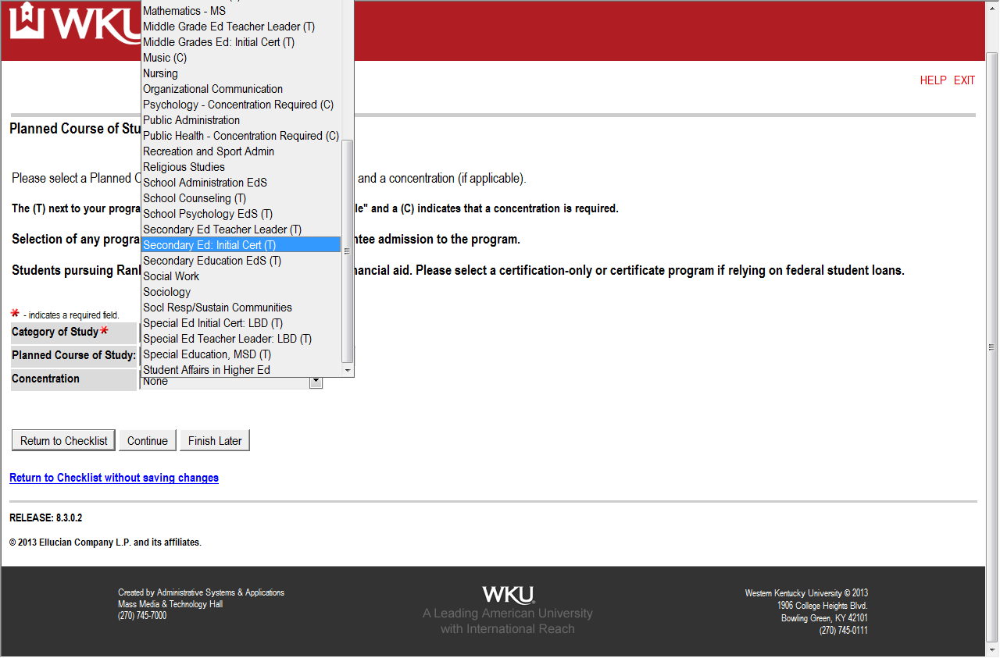 WKU
Mathematics - MS
Middle Grade Ed Teacher Leader (T)
Middle Grades Ed: Initial Cert (T)
Music (C)
Nursing
Organizational Communication
Psychology - Concentration Required (C)
Public Administration
Public Health - Concentration Required (C)
Recreation and Sport Admin
Religious Studies
School Administration EdS
School Counseling (T)
School Psychology EdS (T)
Secondary Ed Teacher Leader (T)
Secondary Ed: Initial Cert (T)
Secondary Education EdS (T)
Social Work
Sociology
Socl Resp/Sustain Communities
Special Ed Initial Cert: LBD (T)
Special Ed Teacher Leader: LBD (T)
Special Education, MSD (T)
Student Affairs in Higher Ed
HELP EXIT
Planned Course of Stu
Please select a Planned C and a concentration (if applicable).
The (T) next to your progra le" and a (C) indicates that a concentration is required.
Selection of any progra ntee admission to the program.
Students pursuing Ran nancial aid. Please select a certification-only or certificate program if relying on federal student loans.
* - indicates a required field.
Category of Study*
Planned Course of Study:
Concentration
None
Return to Checklist Continue Finish Later
Return to Checklist without saving changes
RELEASE: 8.3.0.2
© 2013 Ellucian Company L.P. and its affiliates.
Created by Administrative Systems & Applications
Mass Media & Technology Hall
(270) 745-7000
WKU®
A Leading American University
with International Reach
Western Kentucky University © 2013
1906 College Heights Blvd.
Bowling Green, KY 42101
(270) 745-0111